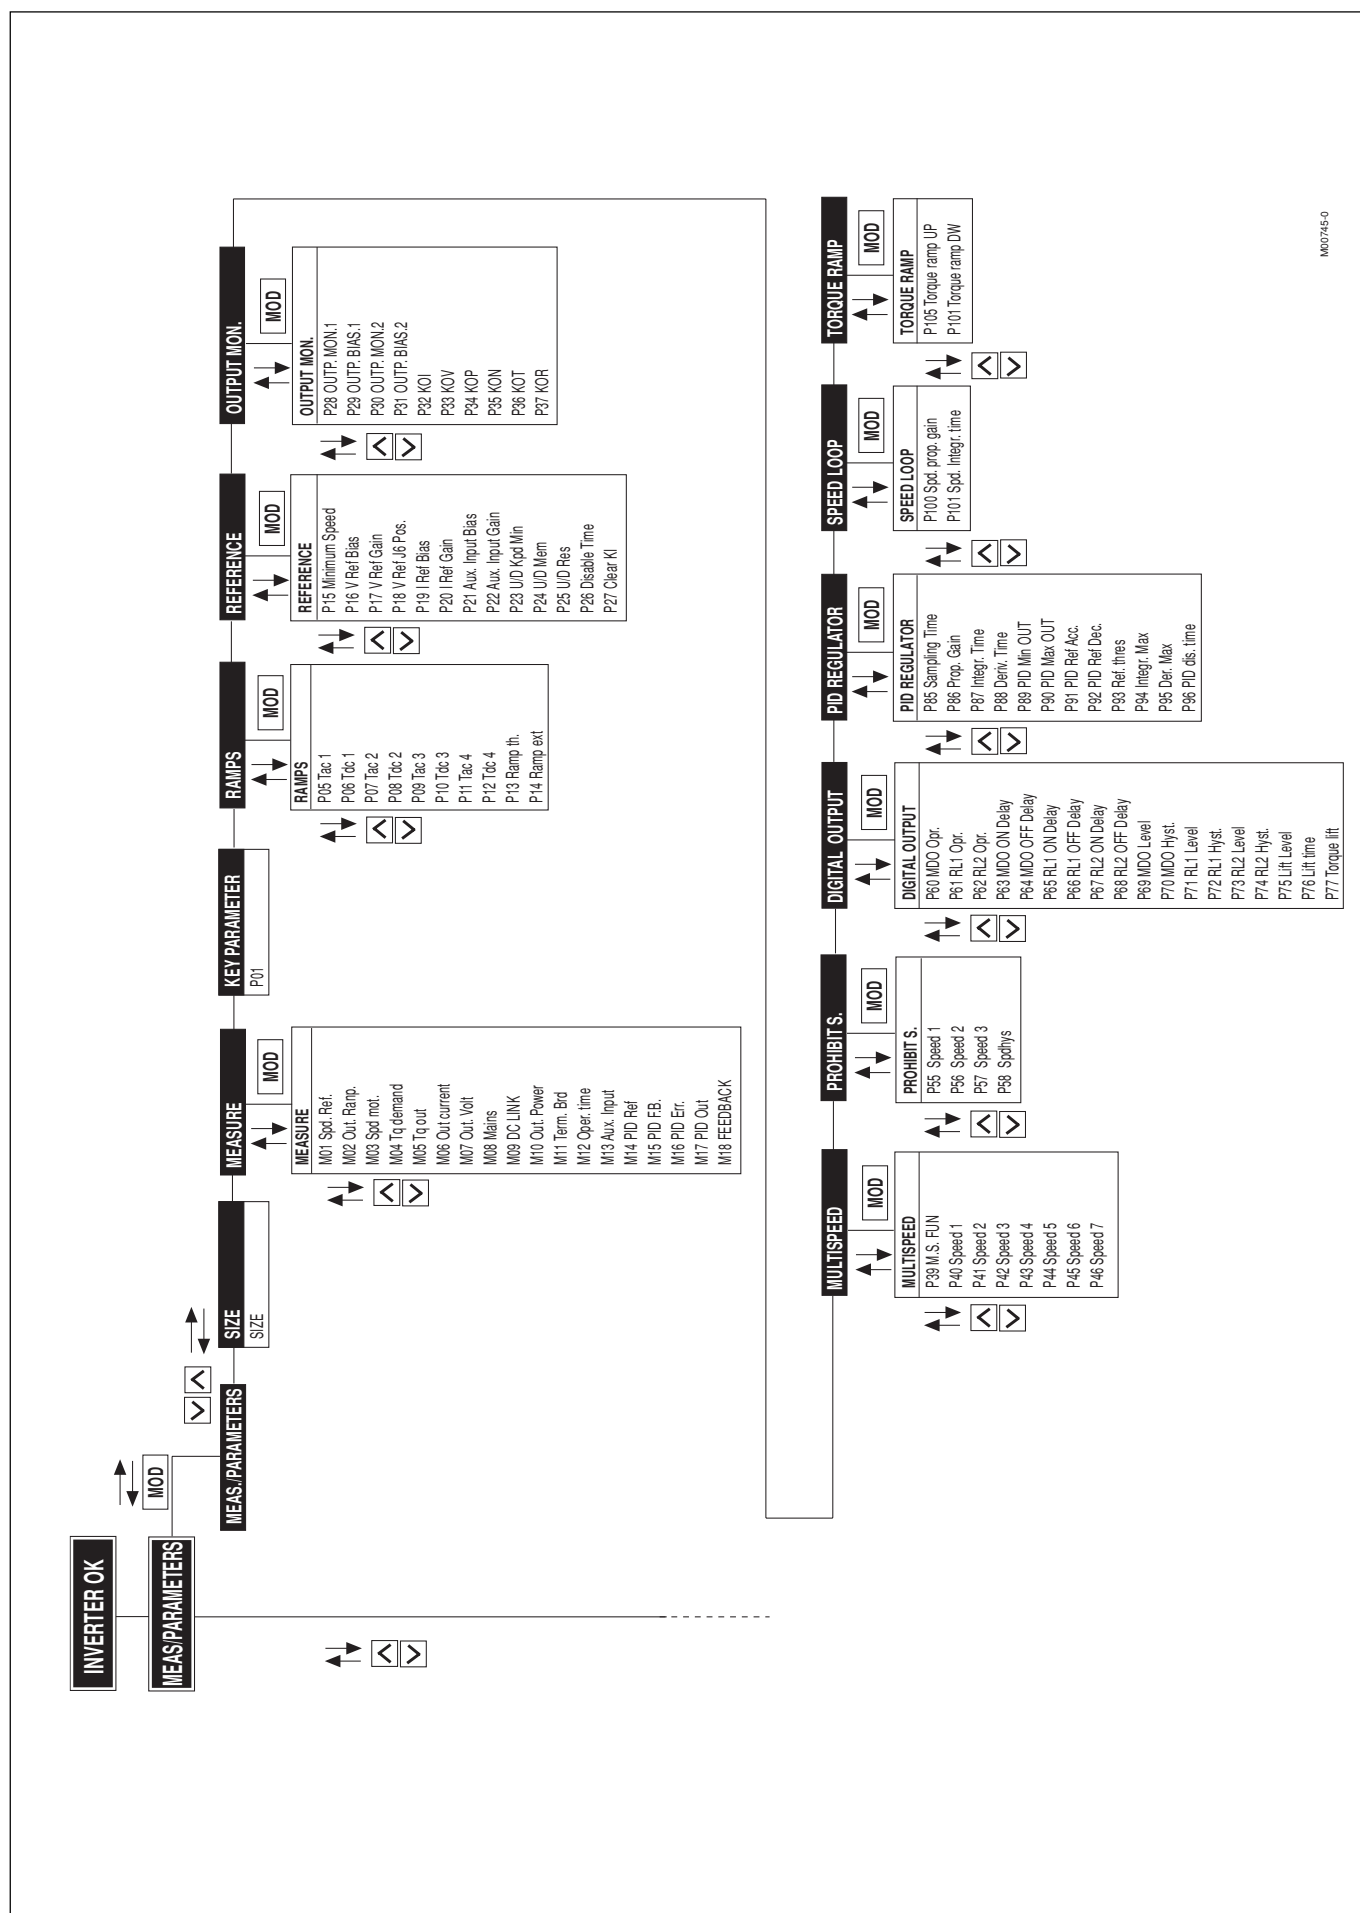 INVERTER OK
MEAS/PARAMETERS
MOD
MEAS./PARAMETERS
SIZE
SIZE
MEASURE
MOD
MEASURE
M01 Spd. Ref.
M02 Out. Ranp.
M03 Spd mot.
M04 Tq demand
M05 Tq out
M06 Out current
M07 Out. Volt
M08 Mains
M09 DC LINK
M10 Out. Power
M11 Term. Brd
M12 Oper. time
M13 Aux. Input
M14 PID Ref
M15 PID F.B.
M16 PID Err.
M17 PID Out
M18 FEEDBACK
KEY PARAMETER
P01
RAMPS
MOD
RAMPS
P05 Tac 1
P06 Tdc 1
P07 Tac 2
P08 Tdc 2
P09 Tac 3
P10 Tdc 3
P11 Tac 4
P12 Tdc 4
P13 Ramp th.
P14 Ramp ext
REFERENCE
MOD
REFERENCE
P15 Minimum Speed
P16 V Ref Bias
P17 V Ref Gain
P18 V Ref J6 Pos.
P19 I Ref Bias
P20 I Ref Gain
P21 Aux. Input Bias
P22 Aux. Input Gain
P23 U/D Kpd Min
P24 U/D Mem
P25 U/D Res
P26 Disable Time
P27 Clear KI
OUTPUT MON.
MOD
OUTPUT MON.
P28 OUTP. MON.1
P29 OUTP. BIAS.1
P30 OUTP. MON.2
P31 OUTP. BIAS.2
P32 KOI
P33 KOV
P34 KOP
P35 KON
P36 KOT
P37 KOR
MULTISPEED
MOD
MULTISPEED
P39 M.S. FUN
P40 Speed 1
P41 Speed 2
P42 Speed 3
P43 Speed 4
P44 Speed 5
P45 Speed 6
P46 Speed 7
PROHIBIT S.
MOD
PROHIBIT S.
P55 Speed 1
P56 Speed 2
P57 Speed 3
P58 Spdhys
DIGITAL OUTPUT
MOD
DIGITAL OUTPUT
P60 MDO Opr.
P61 RL1 Opr.
P62 RL2 Opr.
P63 MDO ON Delay
P64 MDO OFF Delay
P65 RL1 ON Delay
P66 RL1 OFF Delay
P67 RL2 ON Delay
P68 RL2 OFF Delay
P69 MDO Level
P70 MDO Hyst.
P71 RL1 Level
P72 RL1 Hyst.
P73 RL2 Level
P74 RL2 Hyst.
P75 Lift Level
P76 Lift time
P77 Torque lift
PID REGULATOR
MOD
PID REGULATOR
P85 Sampling Time
P86 Prop. Gain
P87 Integr. Time
P88 Deriv. Time
P89 PID Min OUT
P90 PID Max OUT
P91 PID Ref Acc.
P92 PID Ref Dec.
P93 Ref. thres
P94 Integr. Max
P95 Der. Max
P96 PID dis. time
SPEED LOOP
MOD
SPEED LOOP
P100 Spd. prop. gain
P101 Spd. Integr. time
TORQUE RAMP
MOD
TORQUE RAMP
P105 Torque ramp UP
P101 Torque ramp DW
M00745-0